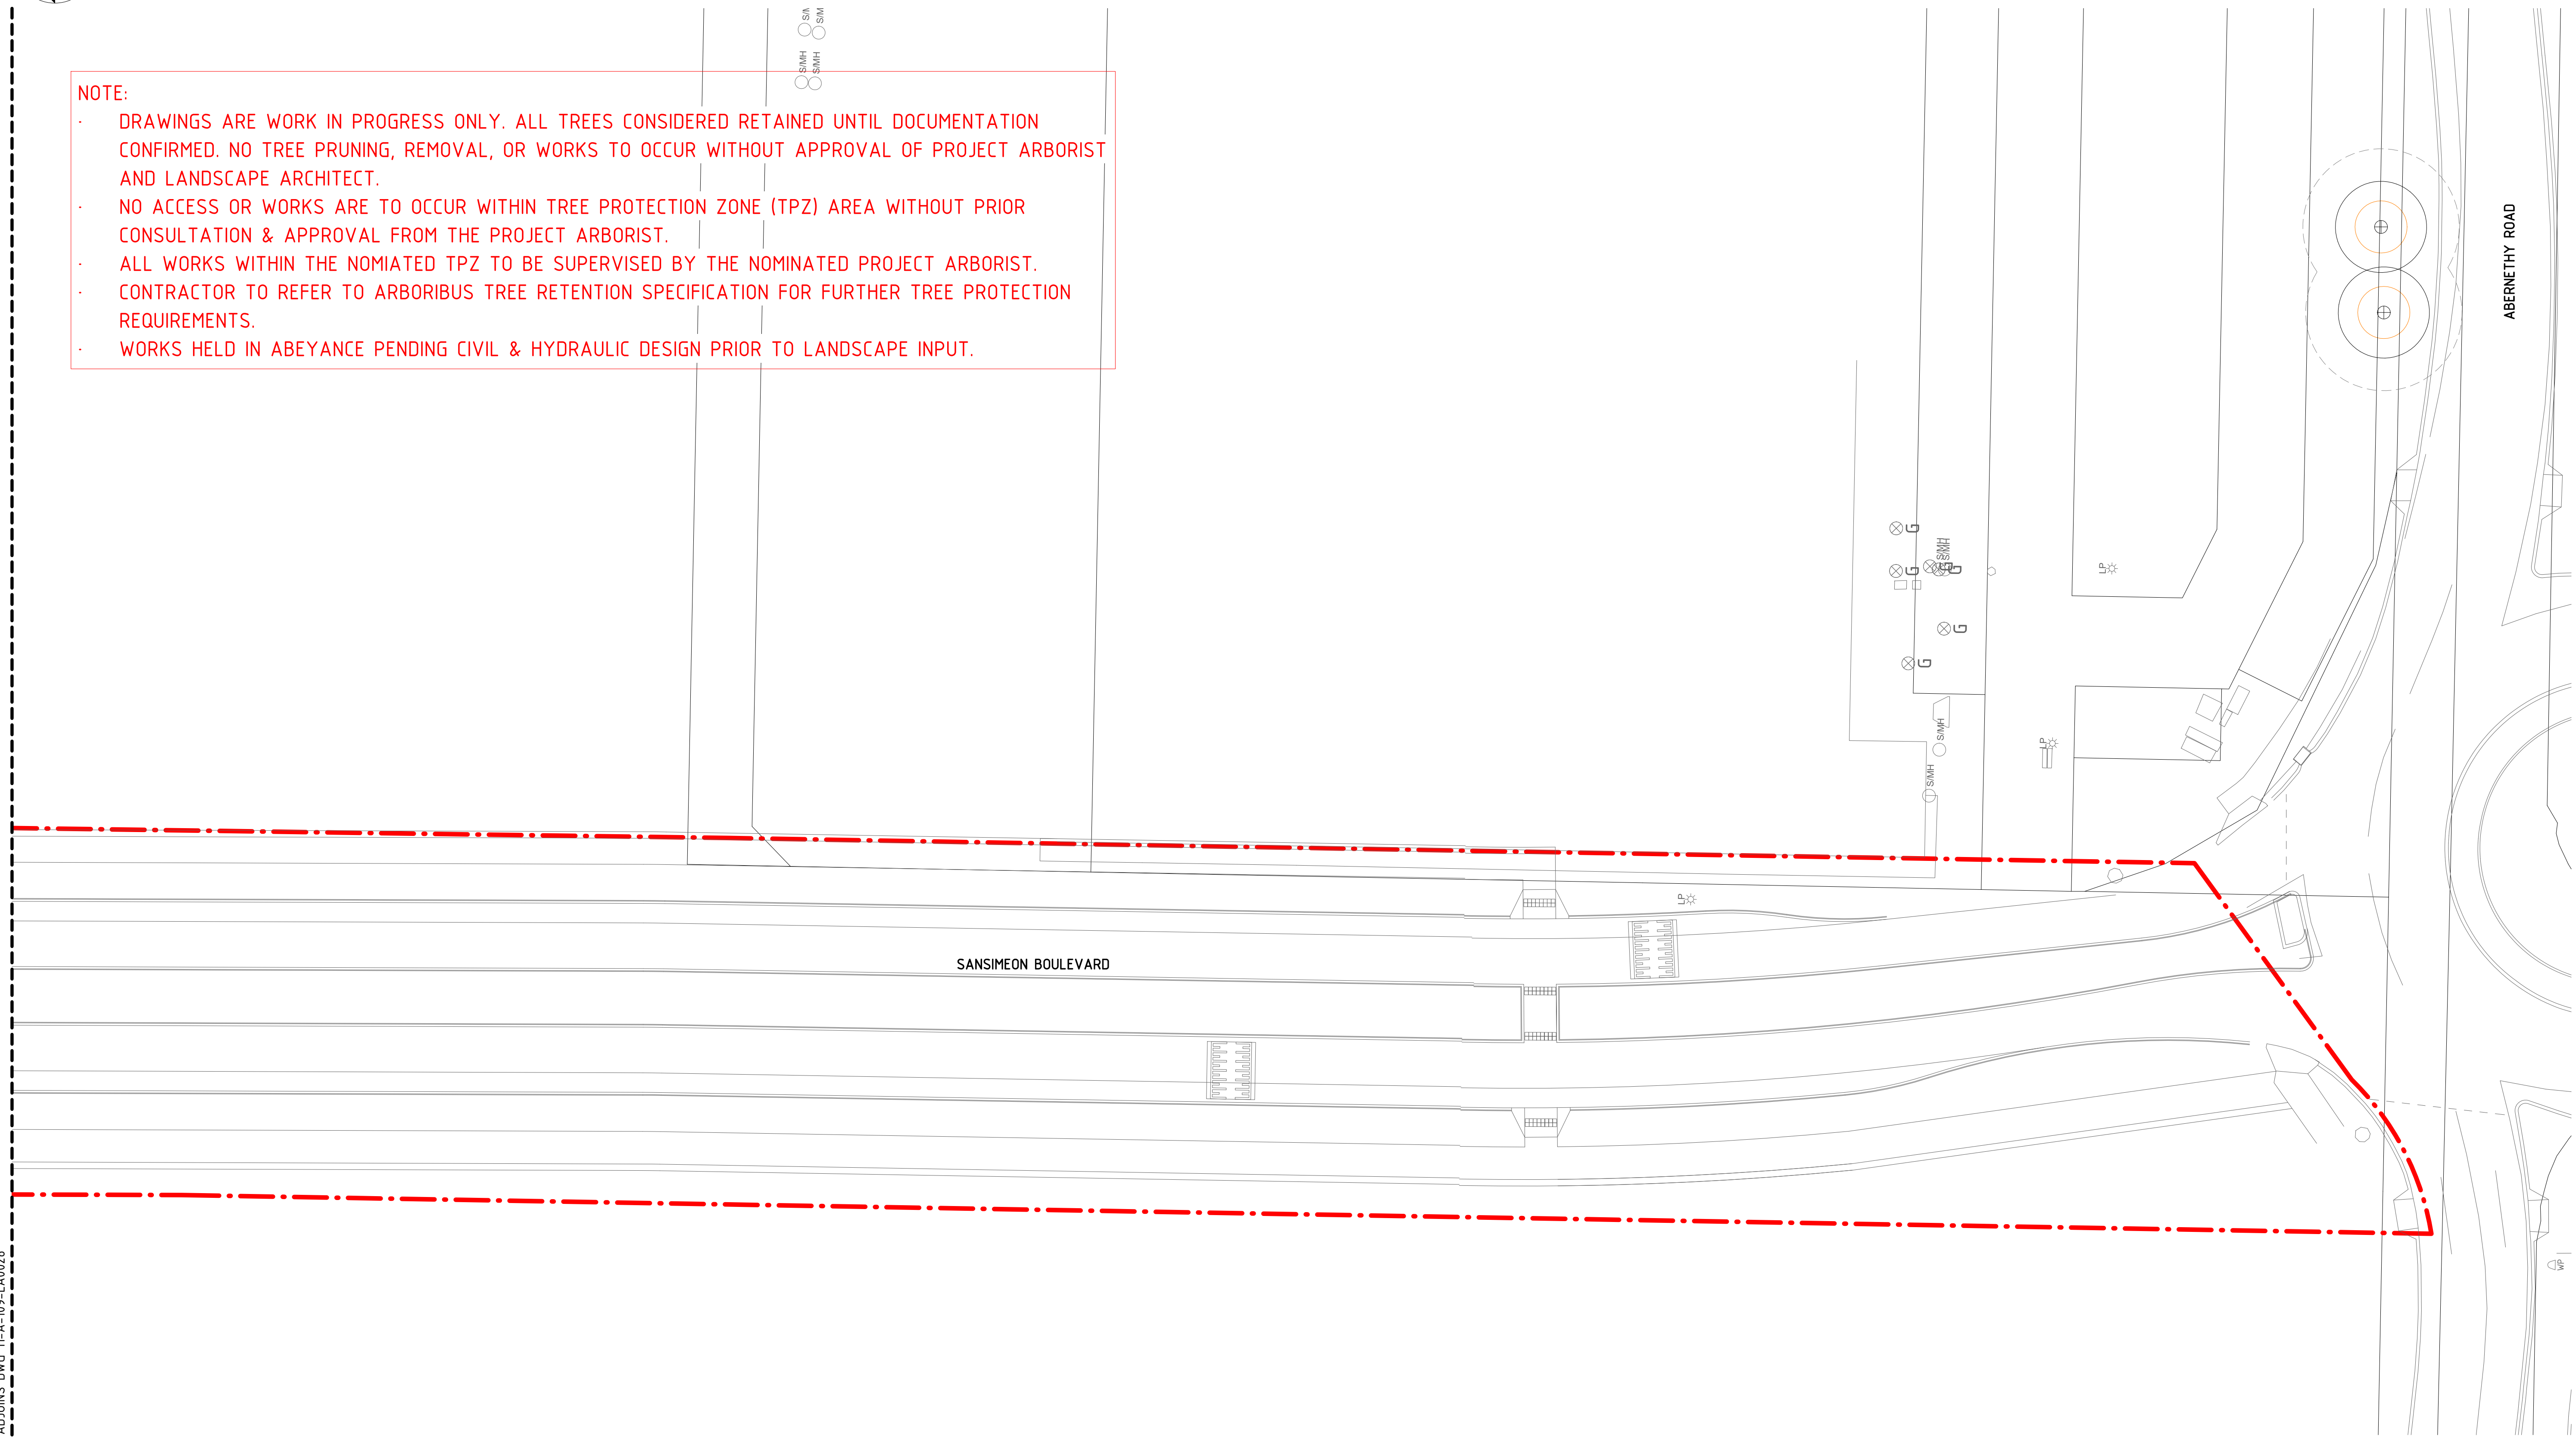 S/MH
S/MH
NOTE:
· DRAWINGS ARE WORK IN PROGRESS ONLY. ALL TREES CONSIDERED RETAINED UNTIL DOCUMENTATION
CONFIRMED. NO TREE PRUNING, REMOVAL, OR WORKS TO OCCUR WITHOUT APPROVAL OF PROJECT ARBORIST
AND LANDSCAPE ARCHITECT.
· NO ACCESS OR WORKS ARE TO OCCUR WITHIN TREE PROTECTION ZONE (TPZ) AREA WITHOUT PRIOR
CONSULTATION & APPROVAL FROM THE PROJECT ARBORIST.
· ALL WORKS WITHIN THE NOMIATED TPZ TO BE SUPERVISED BY THE NOMINATED PROJECT ARBORIST.
· CONTRACTOR TO REFER TO ARBORIBUS TREE RETENTION SPECIFICATION FOR FURTHER TREE PROTECTION
REQUIREMENTS.
· WORKS HELD IN ABEYANCE PENDING CIVIL & HYDRAULIC DESIGN PRIOR TO LANDSCAPE INPUT.
ABERNETHY ROAD
G
S/MH
S/MH
G
G
G
LP
G
G
S/MH
LP
S/MH
LP
SANSIMEON BOULEVARD
WP